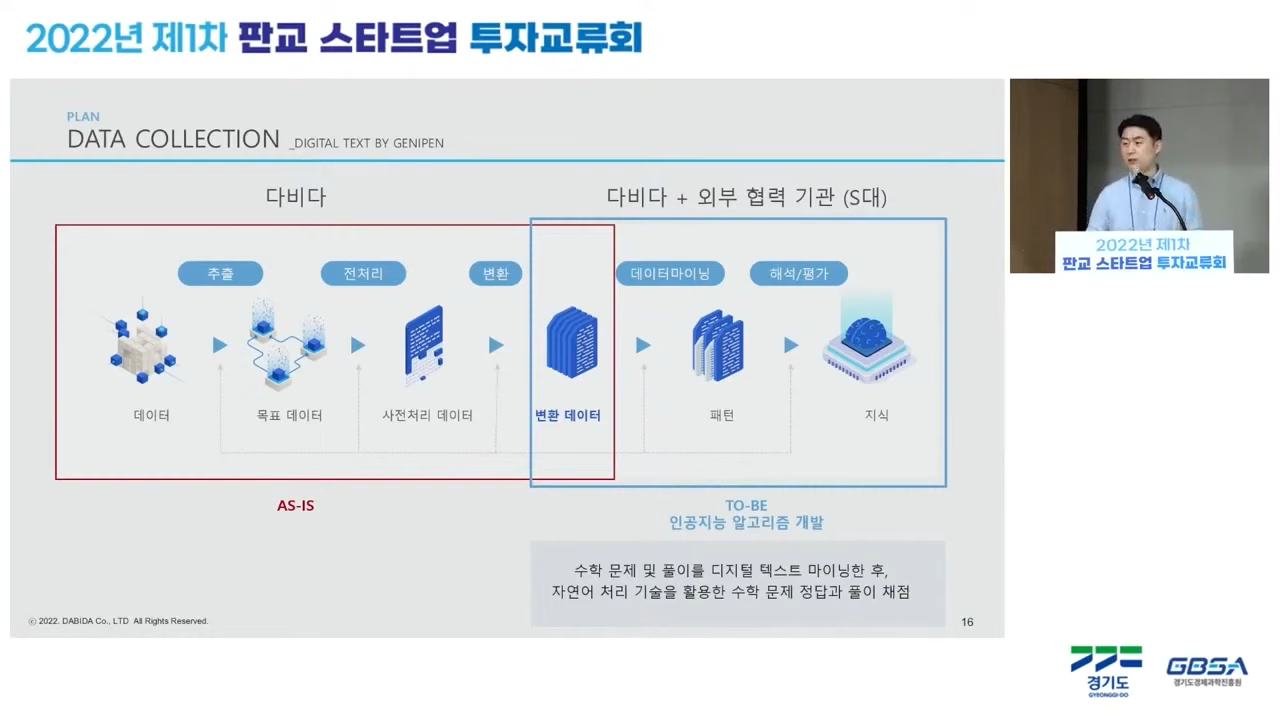 2022년 제1차 판교 스타트업 투자교류회
PLAN
DATA COLLECTION _DIGITAL TEXT BY GENIPEN
다비다
다비다 + 외부 협력 기관 (S대)
추출
전처리
변환
데이터마이닝
해석/평가
데이터
목표 데이터
사전처리 데이터
변환 데이터
패턴
지식
AS-IS
TO-BE
인공지능 알고리즘 개발
수학 문제 및 풀이를 디지털 텍스트 마이닝한 후,
자연어 처리 기술을 활용한 수학 문제 정답과 풀이 채점
ⓒ 2022. DABIDA Co., LTD All Rights Reserved.
16
2022년 제1차
판교 스타트업 투자교류회
경기도
GYEONGGI-DO
GBSA
경기도경제과학진흥원